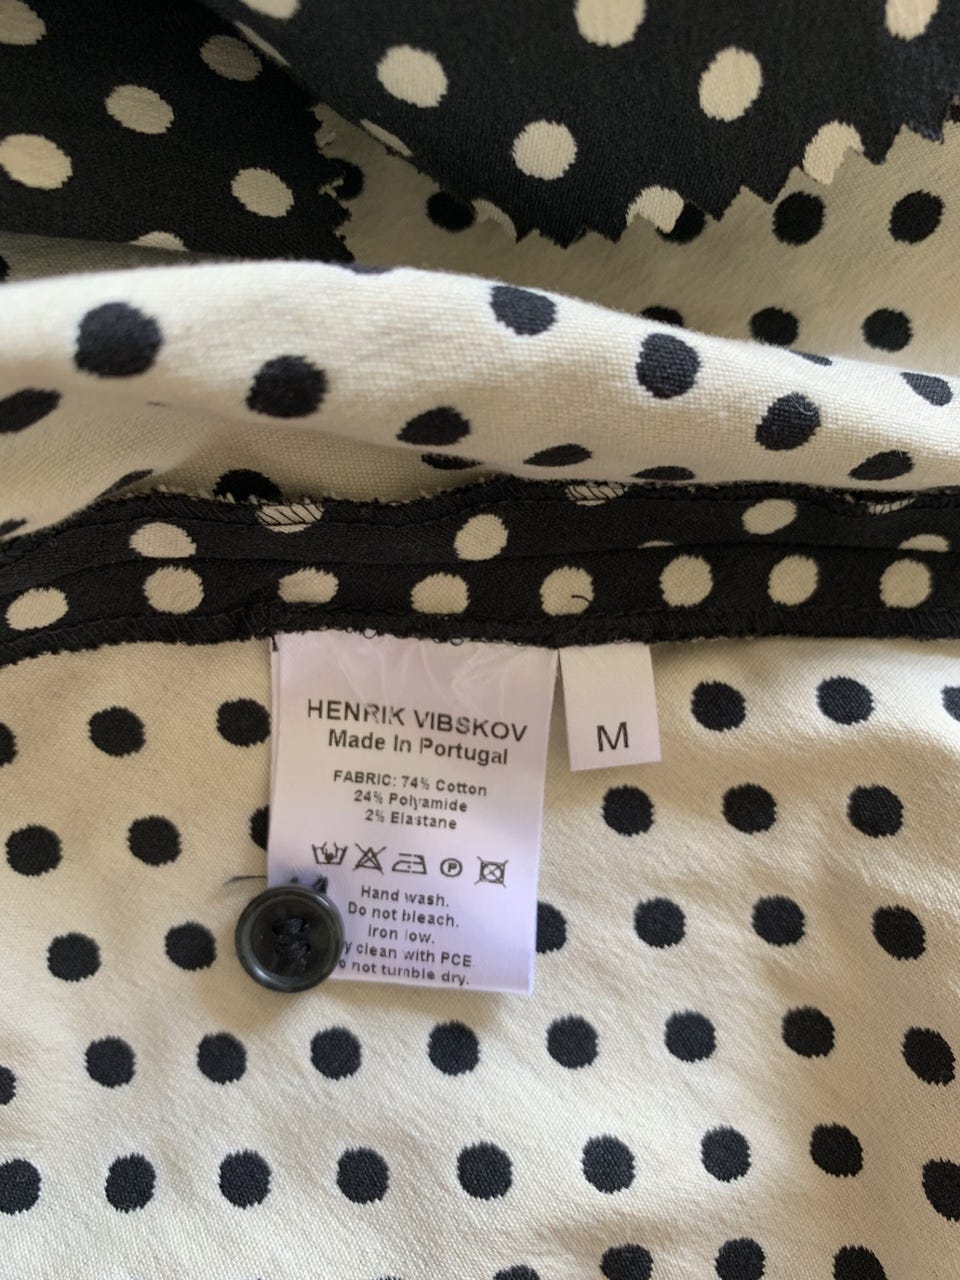 HENRIK VIBSKOV
Made In Portugal
M
FABRIC: 74% Cotton
24% Polyamide
2% Elastane
P
Hand wash.
Do not bleach.
Iron low.
y clean with PCE
o not tumble dry.